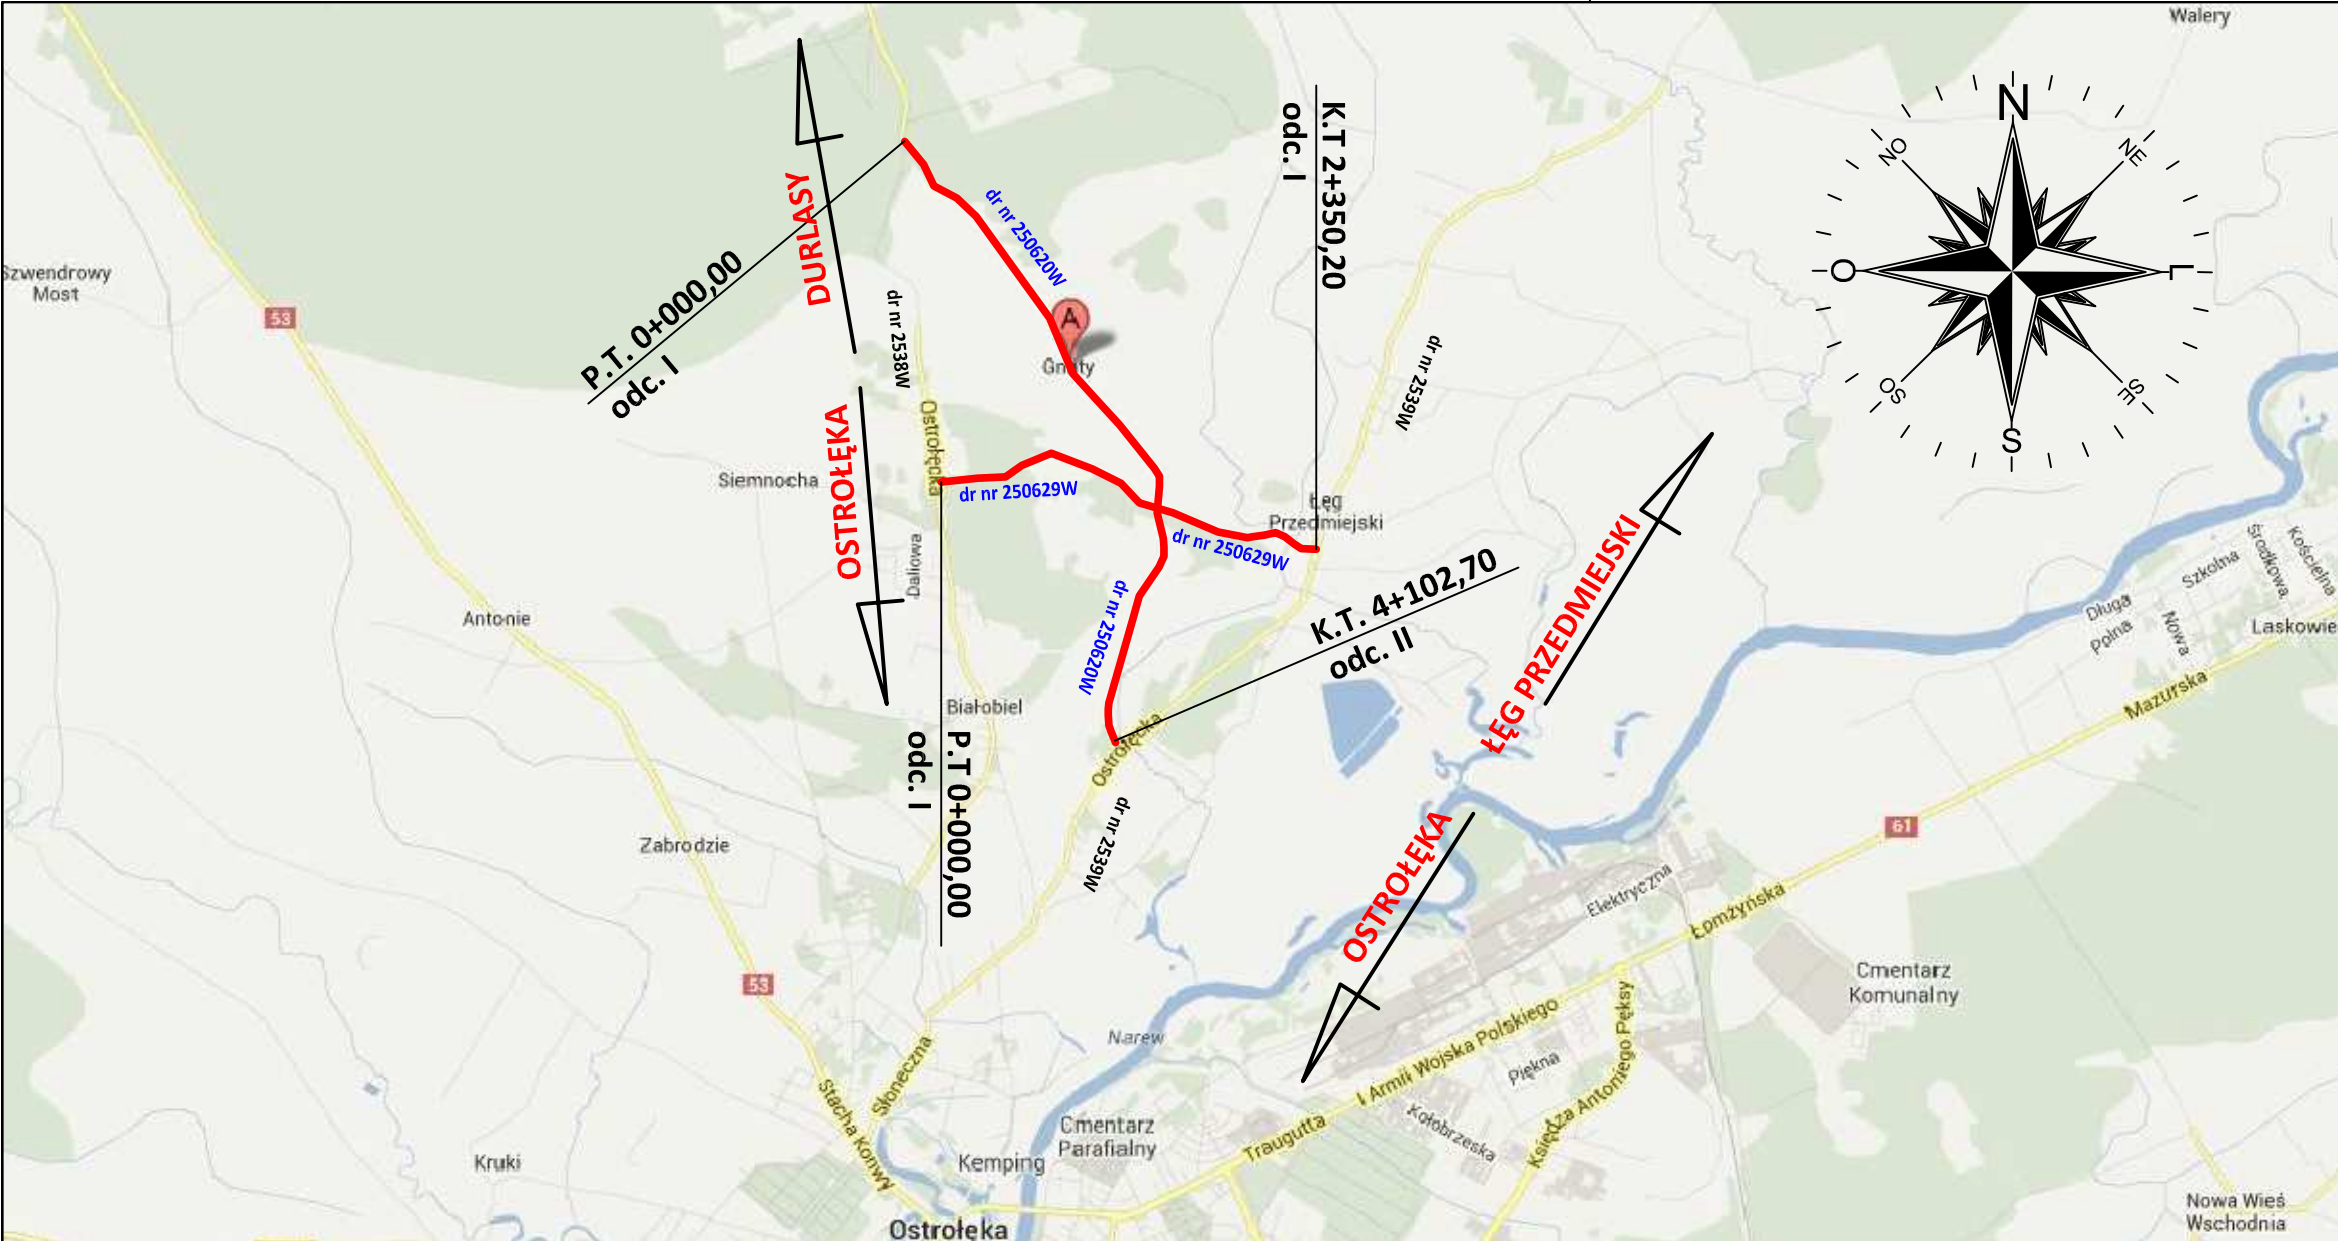 Walery
N
NO
NE
O
L
SO
SE
S
Szwendrowy
Most
53
DURLASY
P.T. 0+000,00
odc. I
dr nr 250620W
K.T 2+350,20
odc. I
dr nr 2538W
A
Gnaty
dr nr 2539W
OSTROŁĘKA
Ostrołęcka
Siemnocha
dr nr 250629W
Łęg
Przedmiejski
dr nr 250629W
Daliowa
K.T. 4+102,70
odc. II
ŁĘG PRZEDMIEJSKI
Antonie
dr nr 250620W
Środkowa
Kościelna
Szkolna
Długa
Polna
Nowa
Laskowie
Mazurska
Białobiel
P.T 0+000,00
odc. I
Ostrołęcka
dr nr 2539W
OSTROŁĘKA
Zabrodzie
61
Elektryczna
Łomżyńska
53
Cmentarz
Komunalny
Narew
I Armii Wojska Polskiego
Piękna
Księdza Antoniego Pęksy
Słoneczna
Stacha Konwy
Cmentarz
Parafialny
Traugutta
Kołobrzeska
Kruki
Kemping
Ostrołęka
Nowa Wieś
Wschodnia